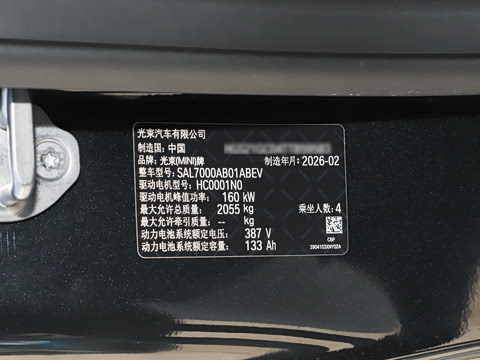 光束汽车有限公司
制造国：中国
品牌：光束(MINI)牌 制造年月：2026-02
整车型号：SAL7000AB01ABEV
驱动电机型号：HC0001N0
驱动电机峰值功率：160 kW
最大允许总质量：2055 kg 乘坐人数：4
最大允许牵引质量：-- kg
动力电池系统额定电压：387 V
动力电池系统额定容量：133 Ah
CGP
3904103XNY02A